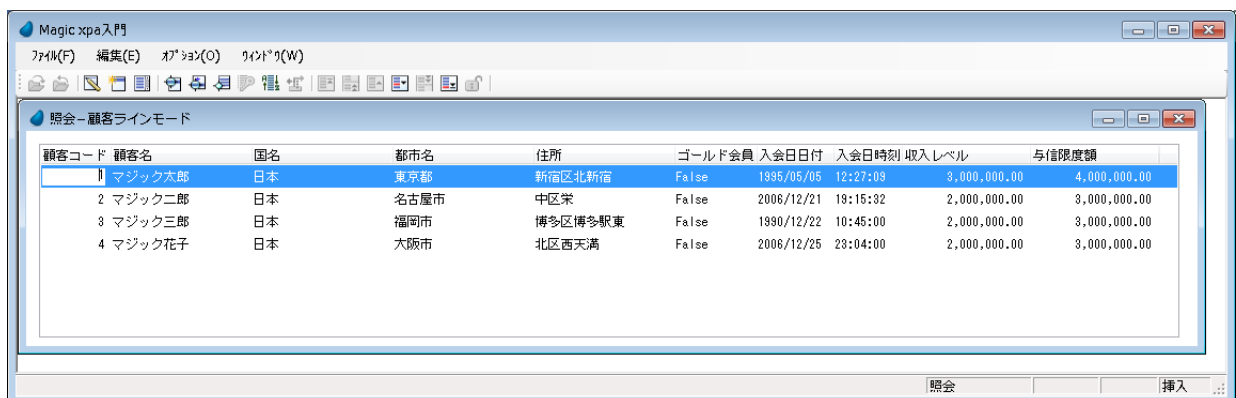 Magic xpa入門
ﾌｧｲﾙ(F) 編集(E) ｵﾌﾟｼｮﾝ(O) ｳｨﾝﾄﾞｳ(W)
照会－顧客ラインモード
顧客コード 顧客名 国名 都市名 住所 ゴールド会員 入会日日付 入会日時刻 収入レベル 与信限度額
1 マジック太郎 日本 東京都 新宿区北新宿 False 1995/05/05 12:27:09 3,000,000.00 4,000,000.00
2 マジック二郎 日本 名古屋市 中区栄 False 2006/12/21 19:15:32 2,000,000.00 3,000,000.00
3 マジック三郎 日本 福岡市 博多区博多駅東 False 1990/12/22 10:45:00 2,000,000.00 3,000,000.00
4 マジック花子 日本 大阪市 北区西天満 False 2006/12/25 23:04:00 2,000,000.00 3,000,000.00
照会 挿入